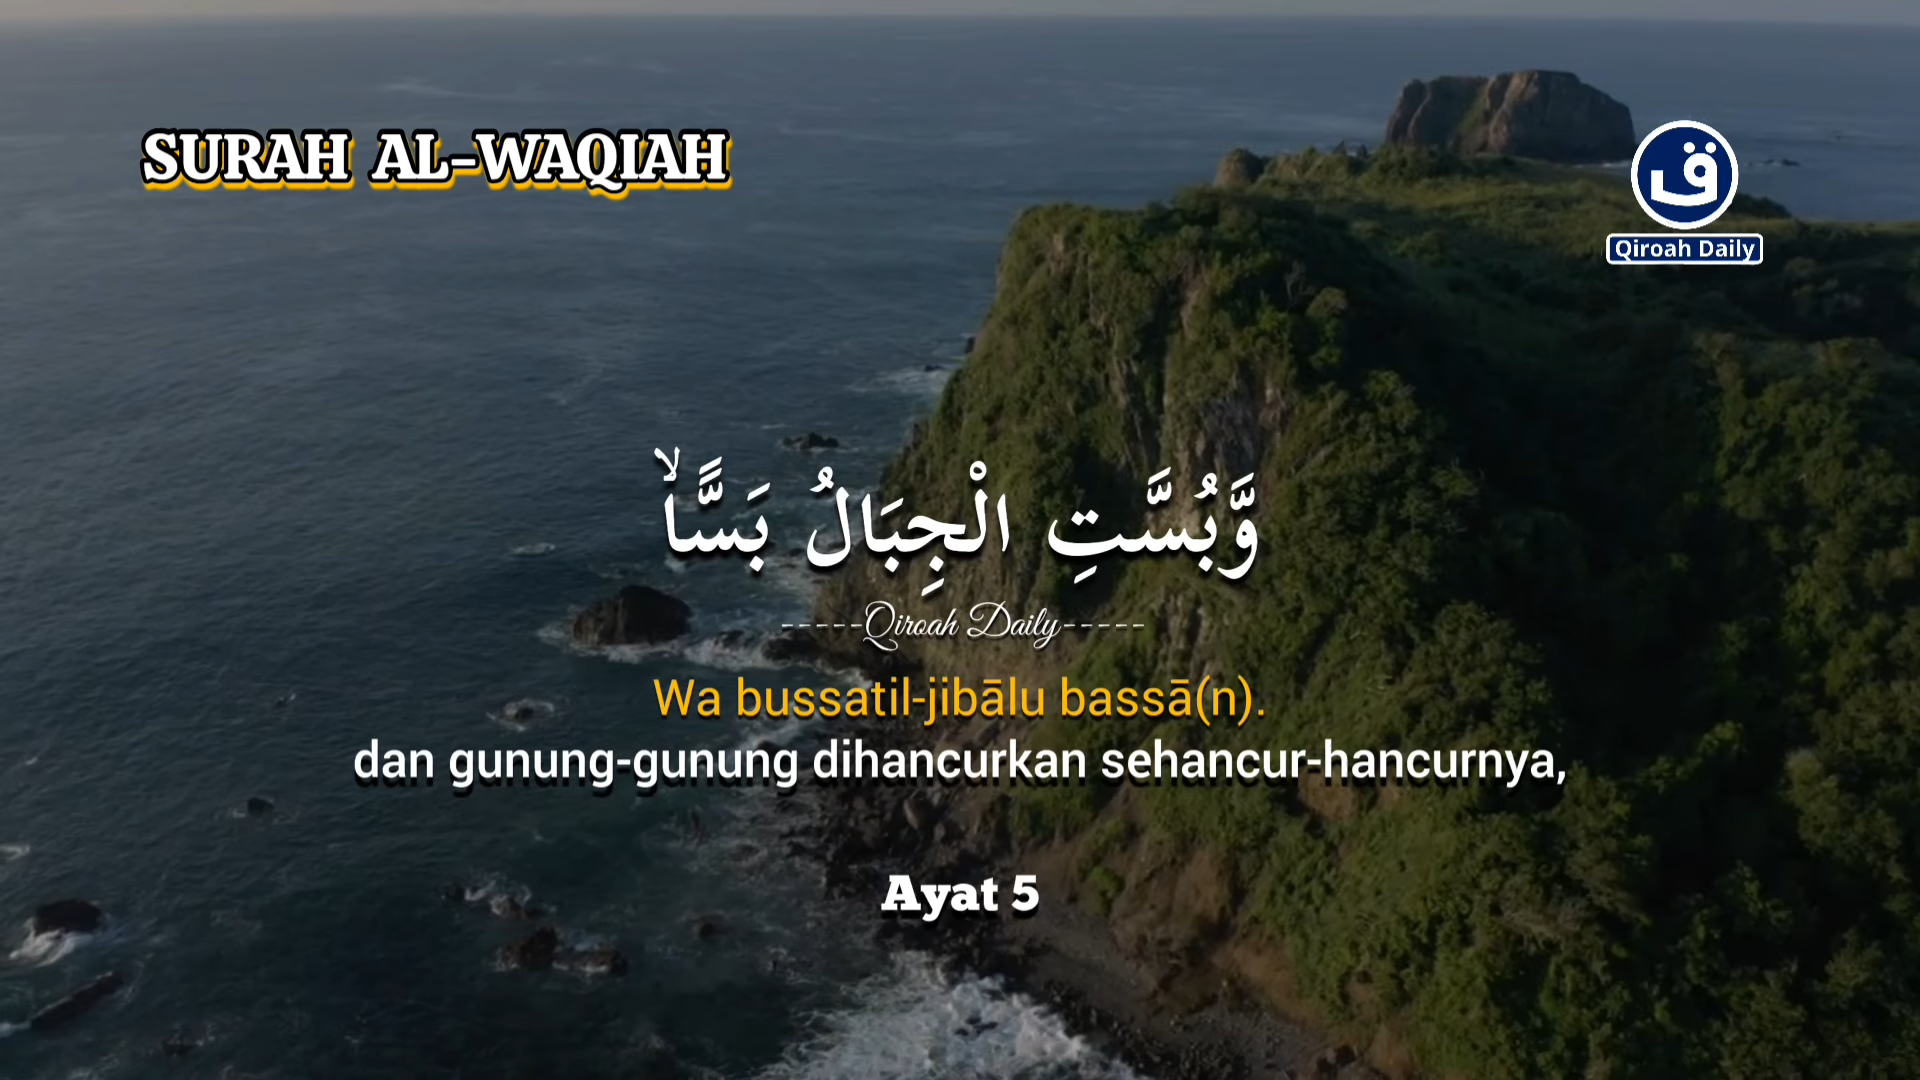 SURAH AL-WAQIAH
ق
Qiroah Daily
وَّبُسَّتِ الْجِبَالُ بَسًّاۙ
-----Qiroah Daily-----
Wa bussatil-jibālu bassā(n).
dan gunung-gunung dihancurkan sehancur-hancurnya,
Ayat 5